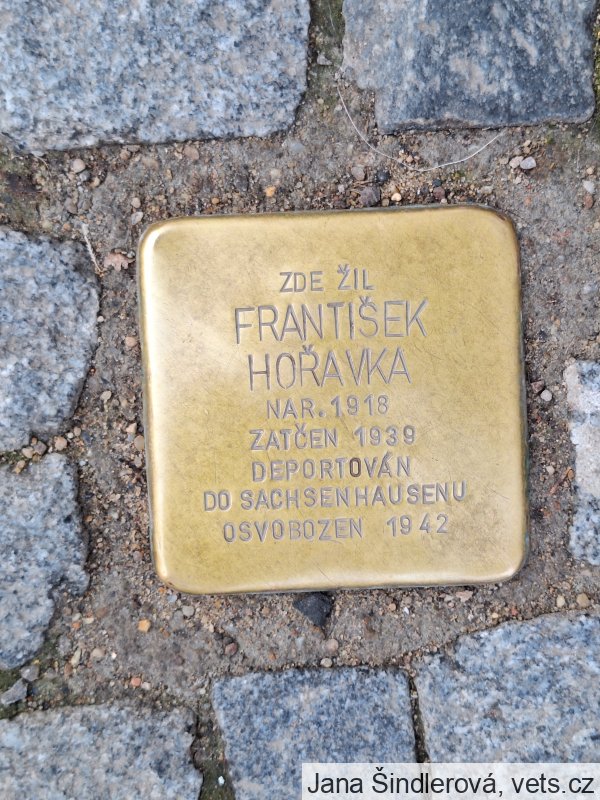 ZDE ŽIL
FRANTIŠEK
HOŘAVKA
NAR. 1918
ZATČEN 1939
DEPORTOVÁN
DO SACHSENHAUSENU
OSVOBOZEN 1942
Jana Šindlerová, vets.cz